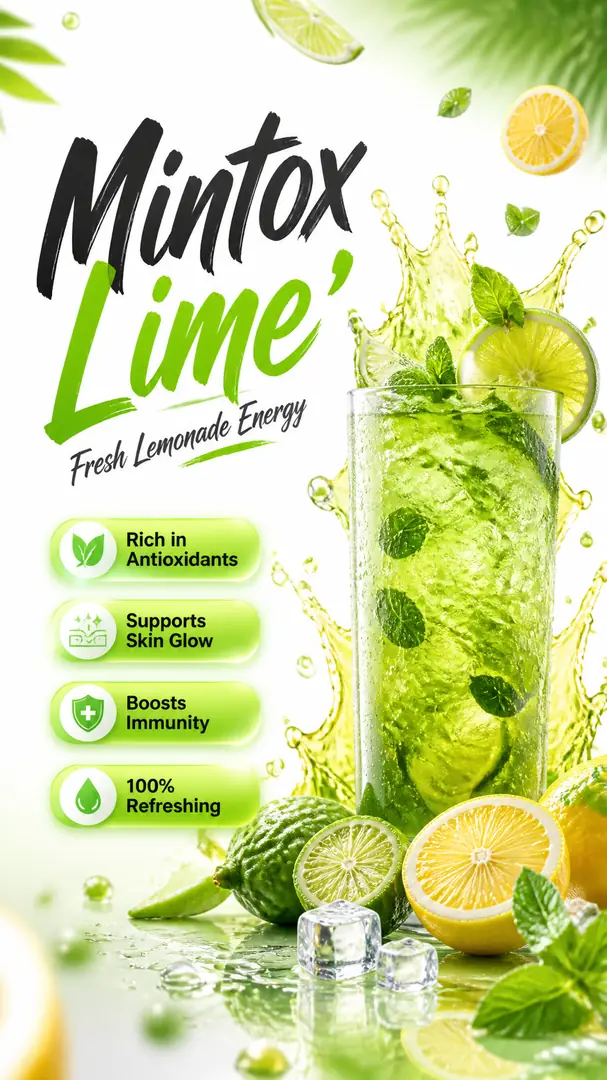 Mintox
Lime’
Fresh Lemonade Energy
Rich in
Antioxidants
Supports
Skin Glow
Boosts
Immunity
100%
Refreshing